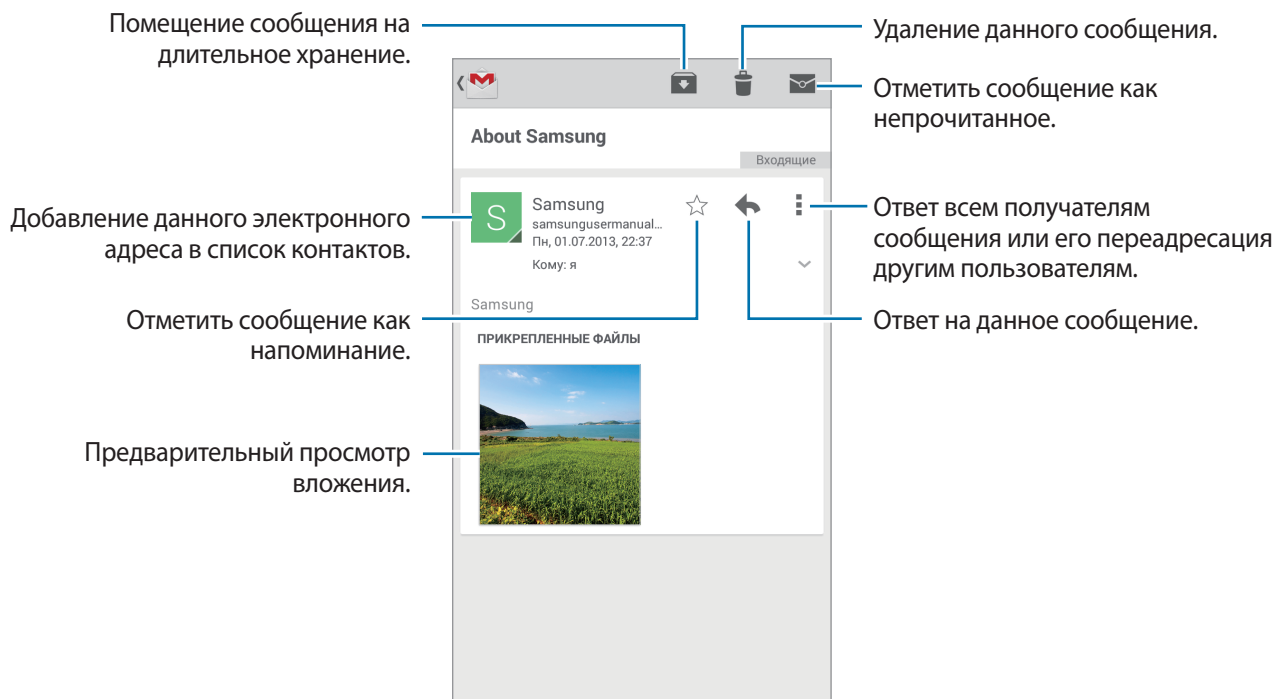 Помещение сообщения на
длительное хранение.
Удаление данного сообщения.
Отметить сообщение как
непрочитанное.
About Samsung
Входящие
Добавление данного электронного
адреса в список контактов.
S
Samsung
samsungusermanual...
Пн, 01.07.2013, 22:37
Кому: я
Ответ всем получателям
сообщения или его переадресация
другим пользователям.
Samsung
Отметить сообщение как
напоминание.
Ответ на данное сообщение.
ПРИКРЕПЛЕННЫЕ ФАЙЛЫ
Предварительный просмотр
вложения.